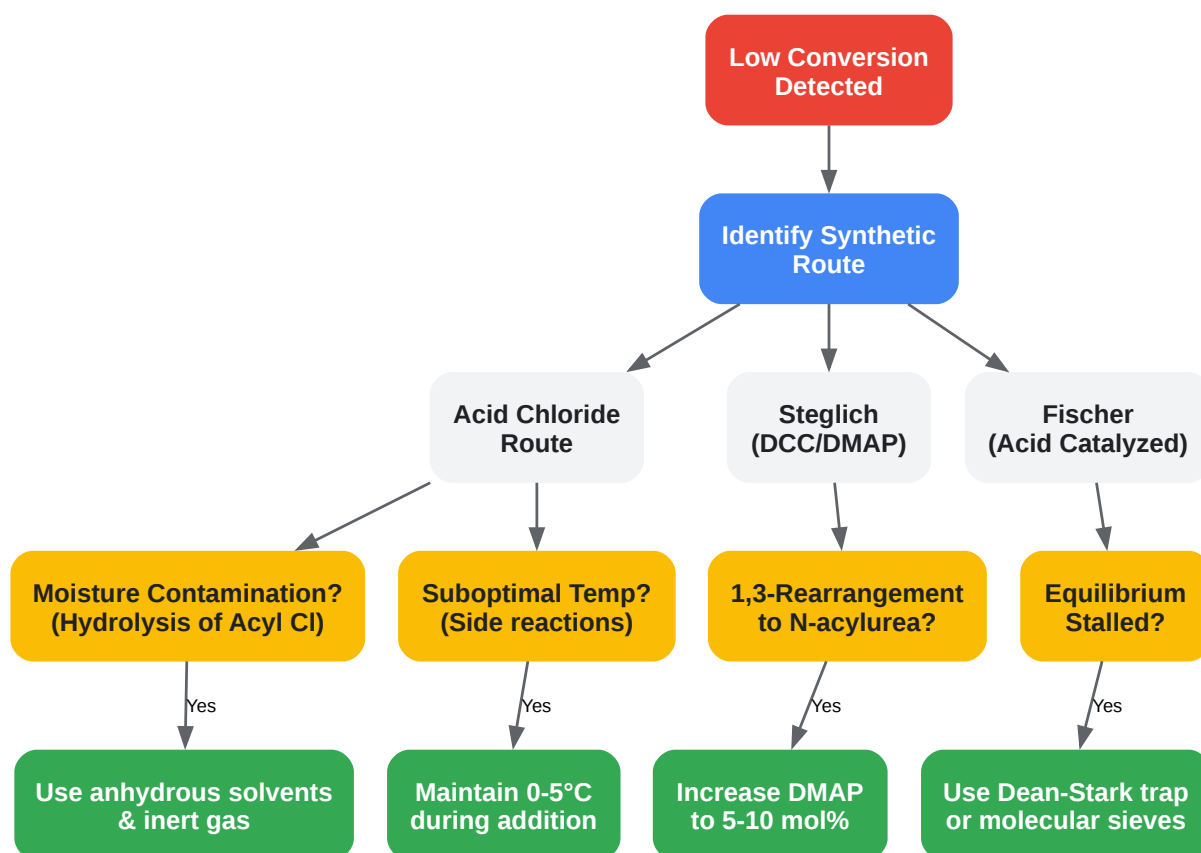 Low Conversion
Detected
Identify Synthetic
Route
Acid Chloride
Route
Steglich
(DCC/DMAP)
Fischer
(Acid Catalyzed)
Moisture Contamination?
(Hydrolysis of Acyl Cl)
Suboptimal Temp?
(Side reactions)
1,3-Rearrangement
to N-acylurea?
Equilibrium
Stalled?
Yes
Yes
Yes
Yes
Use anhydrous solvents
& inert gas
Maintain 0-5°C
during addition
Increase DMAP
to 5-10 mol%
Use Dean-Stark trap
or molecular sieves